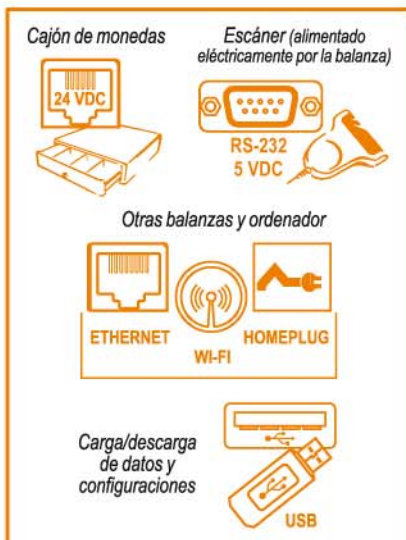 Cajón de monedas
24 VDC
Escáner (alimentado
eléctricamente por la balanza)
RS-232
5 VDC
Otras balanzas y ordenador
ETHERNET
WI-FI
HOMEPLUG
Carga/descarga
de datos y
configuraciones
USB